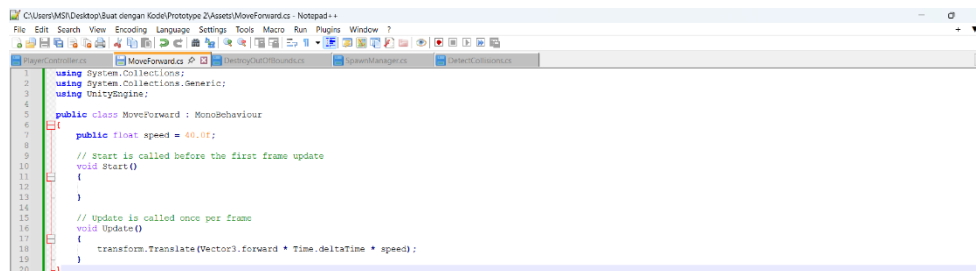 C:\Users\MSI\Desktop\Buat dengan Kode\Prototype 2\Assets\MoveForward.cs - Notepad++
File Edit Search View Encoding Language Settings Tools Macro Run Plugins Window ?
PlayerController.cs MoveForward.cs DestroyOutOfBounds.cs SpawnManager.cs DetectCollisions.cs
1 using System.Collections;
2 using System.Collections.Generic;
3 using UnityEngine;
4
5 public class MoveForward : MonoBehaviour
6 {
7 public float speed = 40.0f;
8
9 // Start is called before the first frame update
10 void Start()
11 {
12
13 }
14
15 // Update is called once per frame
16 void Update()
17 {
18 transform.Translate(Vector3.forward * Time.deltaTime * speed);
19 }
20 }